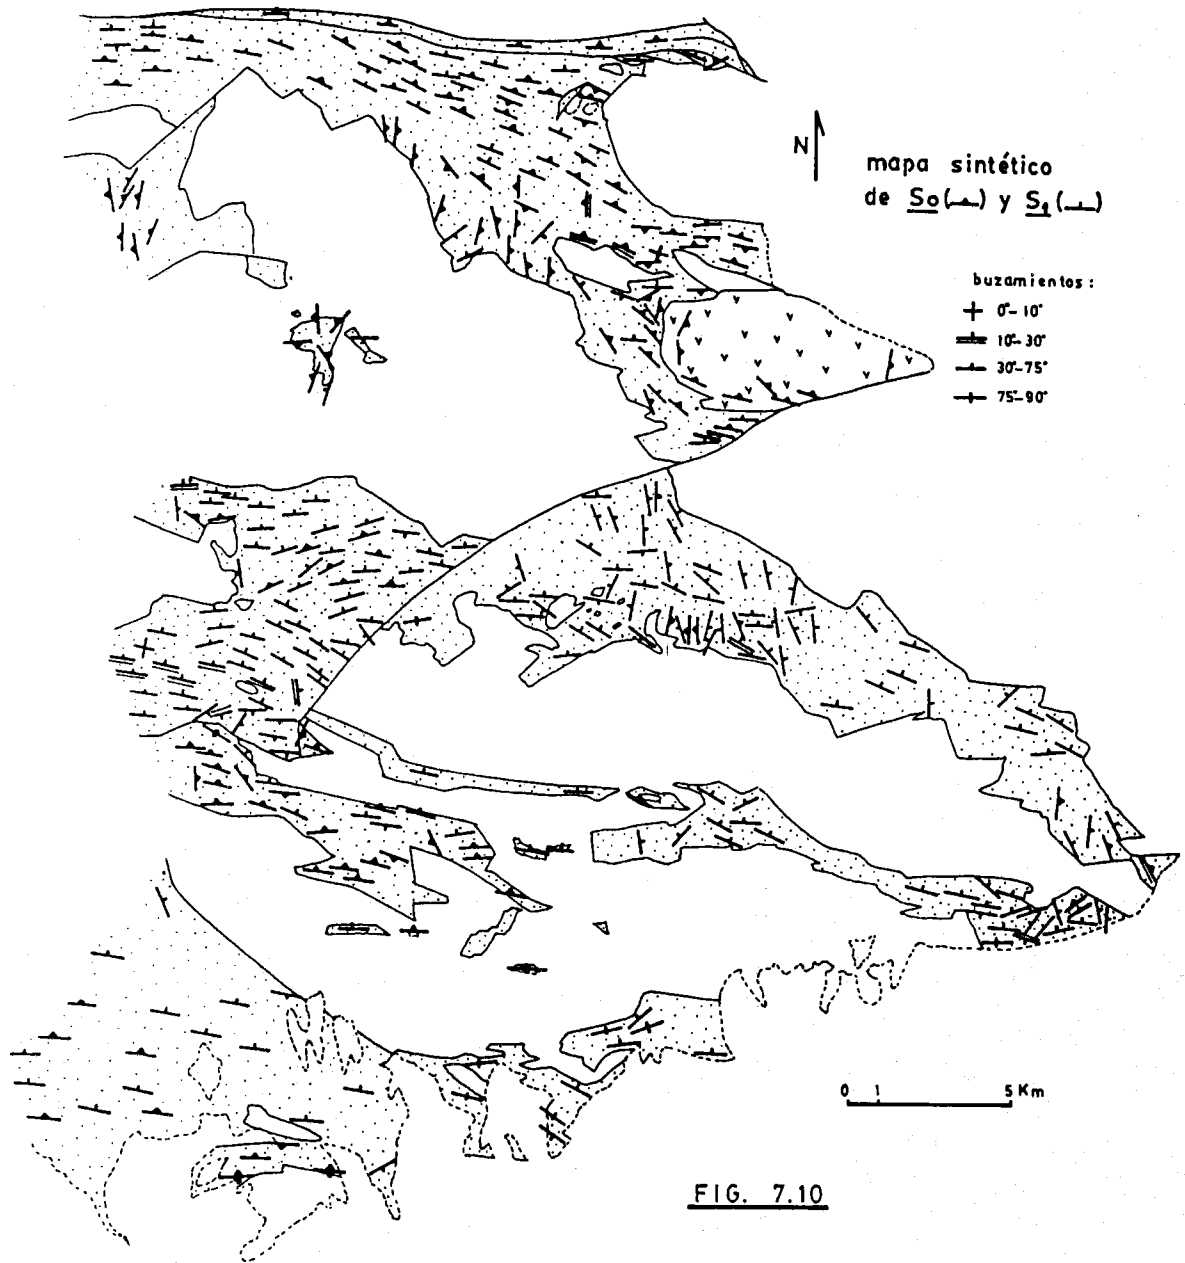 N
mapa sintético
de So(    ) y S1(    )
buzamientos:
0°-10°
10°-30°
30°-75°
75°-90°
v v v v v v v v v v v v v v v v v v v v v v
0 1 5 Km
FIG. 7.10